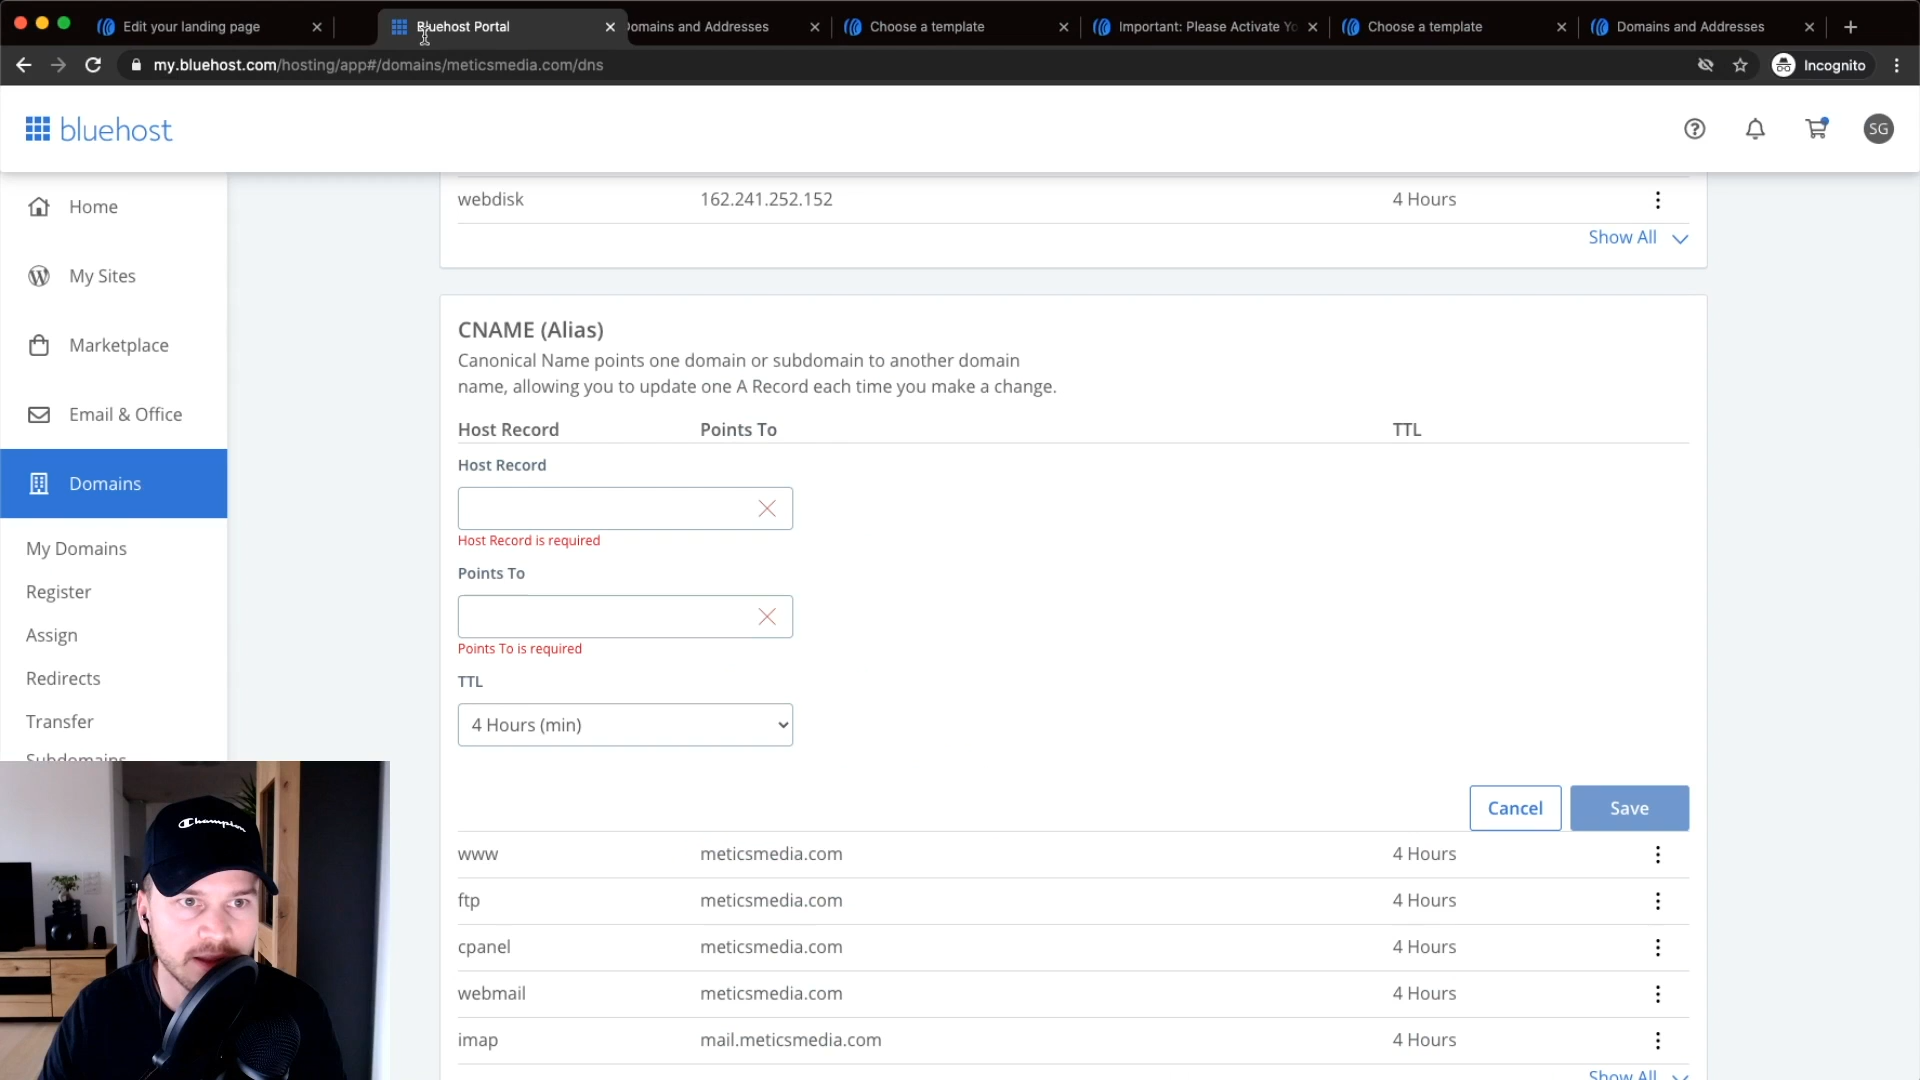 Edit your landing page
Bluehost Portal
Domains and Addresses
Choose a template
Important: Please Activate Yo
Choose a template
Domains and Addresses
my.bluehost.com/hosting/app#/domains/meticsmedia.com/dns
Incognito
bluehost
SG
Home
My Sites
Marketplace
Email & Office
Domains
My Domains
Register
Assign
Redirects
Transfer
Subdomains
webdisk 162.241.252.152 4 Hours
Show All
CNAME (Alias)
Canonical Name points one domain or subdomain to another domain
name, allowing you to update one A Record each time you make a change.
Host Record Points To TTL
Host Record
Host Record is required
Points To
Points To is required
TTL
4 Hours (min)
Cancel Save
www meticsmedia.com 4 Hours
ftp meticsmedia.com 4 Hours
cpanel meticsmedia.com 4 Hours
webmail meticsmedia.com 4 Hours
imap mail.meticsmedia.com 4 Hours
Show All
Champion